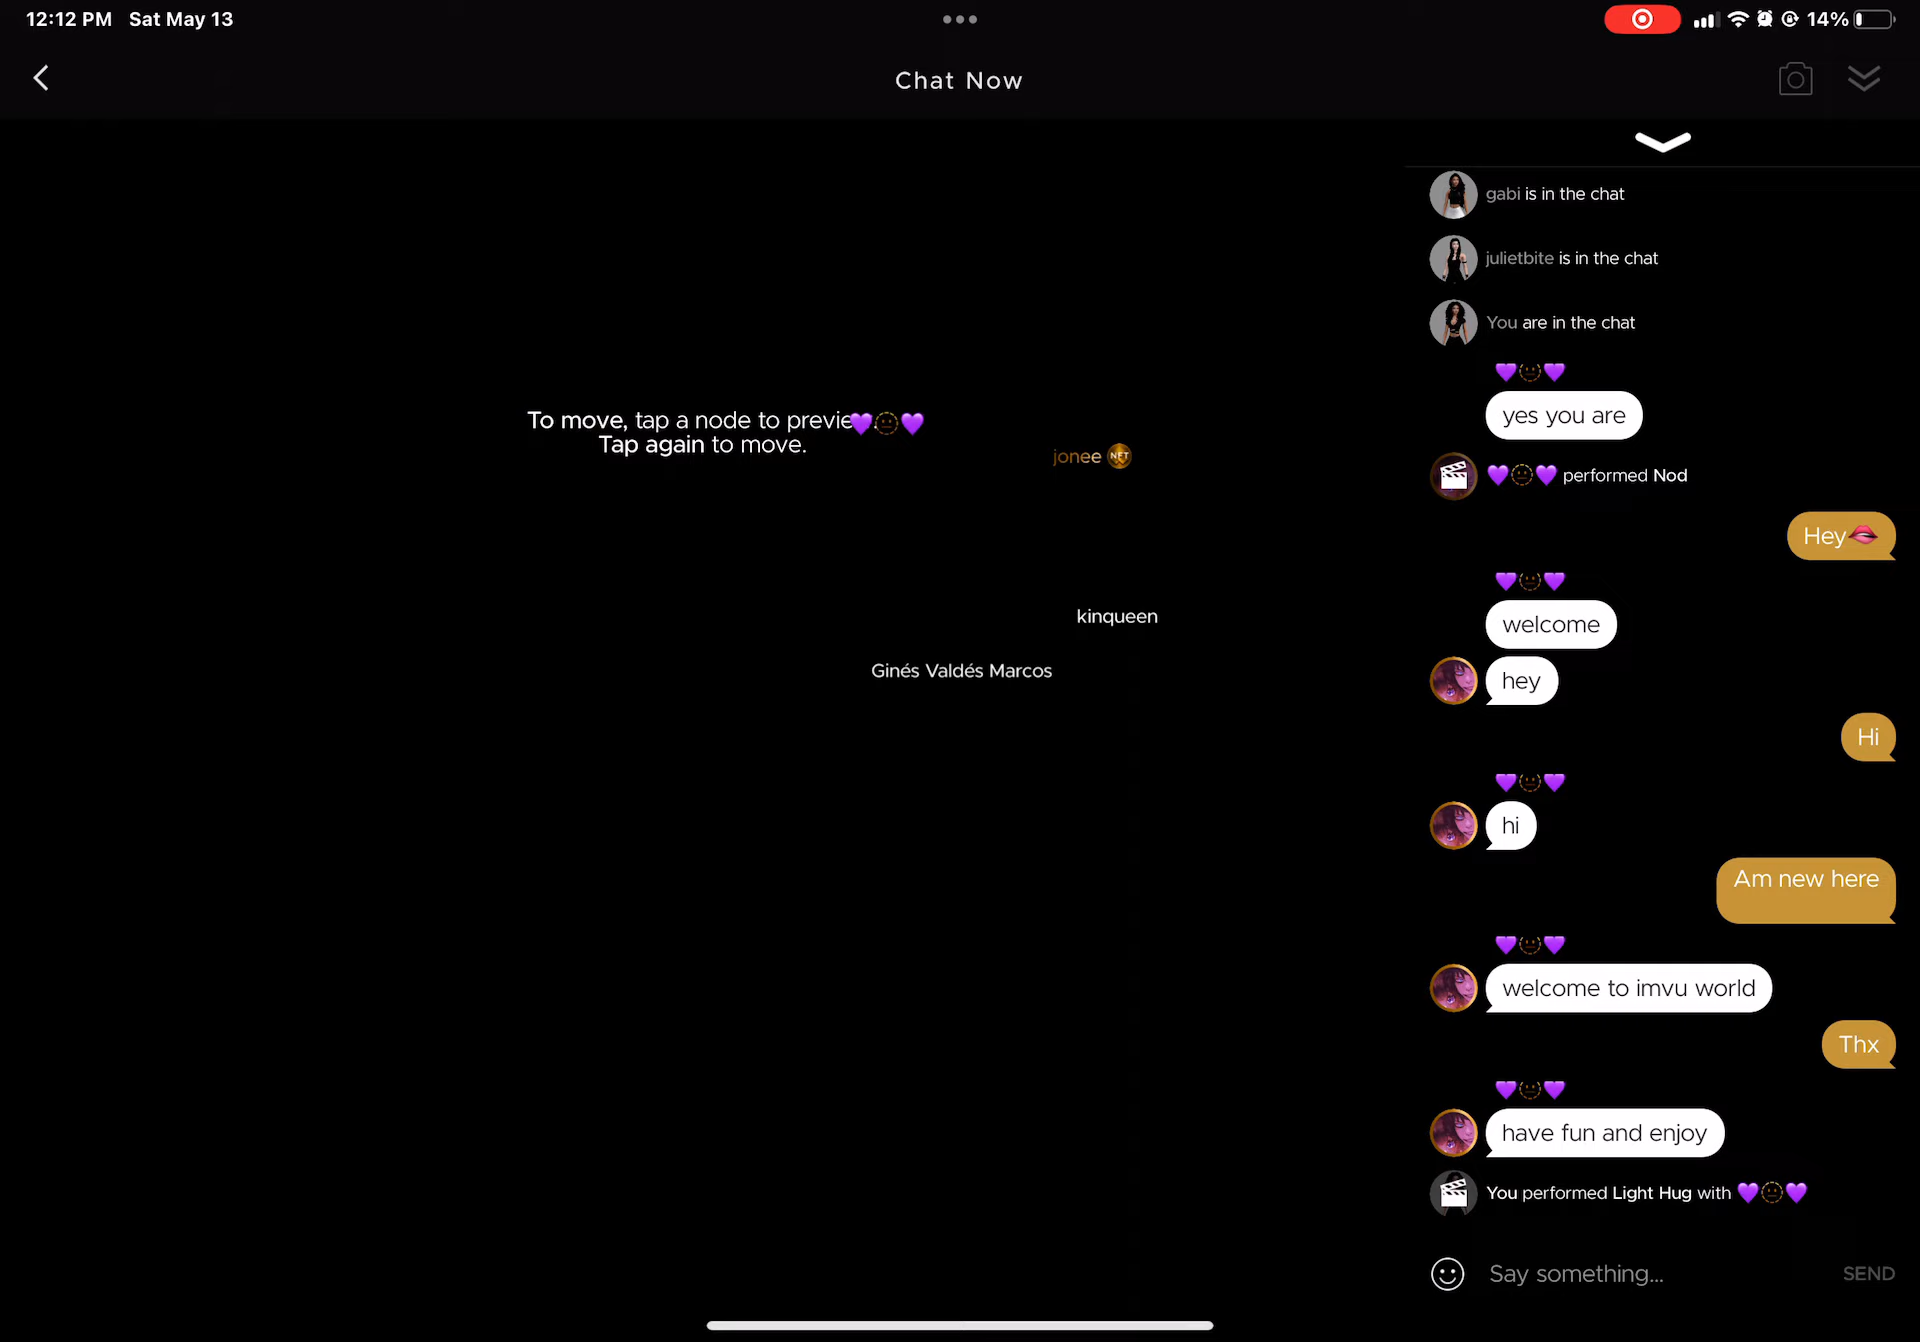 12:12 PM Sat May 13
14%
Chat Now
gabi is in the chat
julietbite is in the chat
You are in the chat
💜🫥💜
yes you are
To move, tap a node to previe
💜🫥💜
Tap again to move.
jonee NFT
💜🫥💜 performed Nod
Hey🫦
💜🫥💜
welcome
kinqueen
Ginés Valdés Marcos
hey
Hi
💜🫥💜
hi
Am new here
💜🫥💜
welcome to imvu world
Thx
💜🫥💜
have fun and enjoy
You performed Light Hug with 💜🫥💜
Say something...
SEND